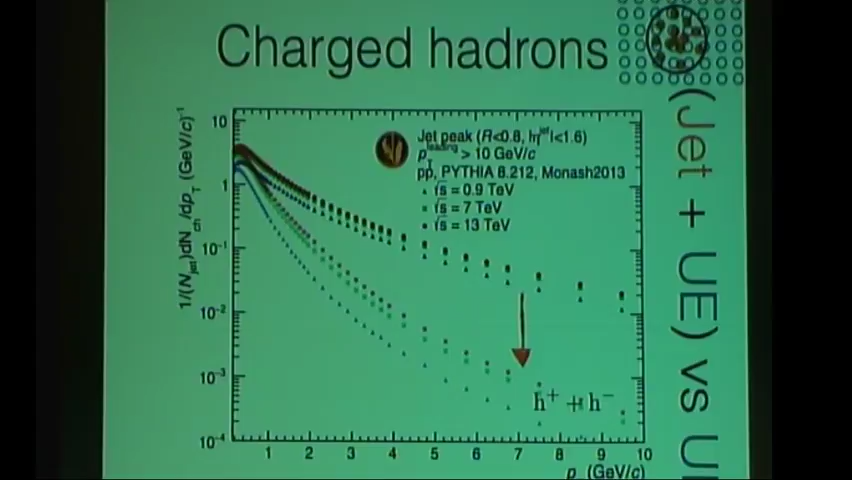 Charged hadrons
(Jet + UE) vs U
1/(N_jet)dN_ch/dp_T (GeV/c)^-1
10
1
10^-1
10^-2
10^-3
10^-4
Jet peak (R<0.8, |η^jet|<1.6)
p_T^leading > 10 GeV/c
pp, PYTHIA 8.212, Monash2013
√s = 0.9 TeV
√s = 7 TeV
√s = 13 TeV
h^+ + h^-
1 2 3 4 5 6 7 8 9 10
p (GeV/c)